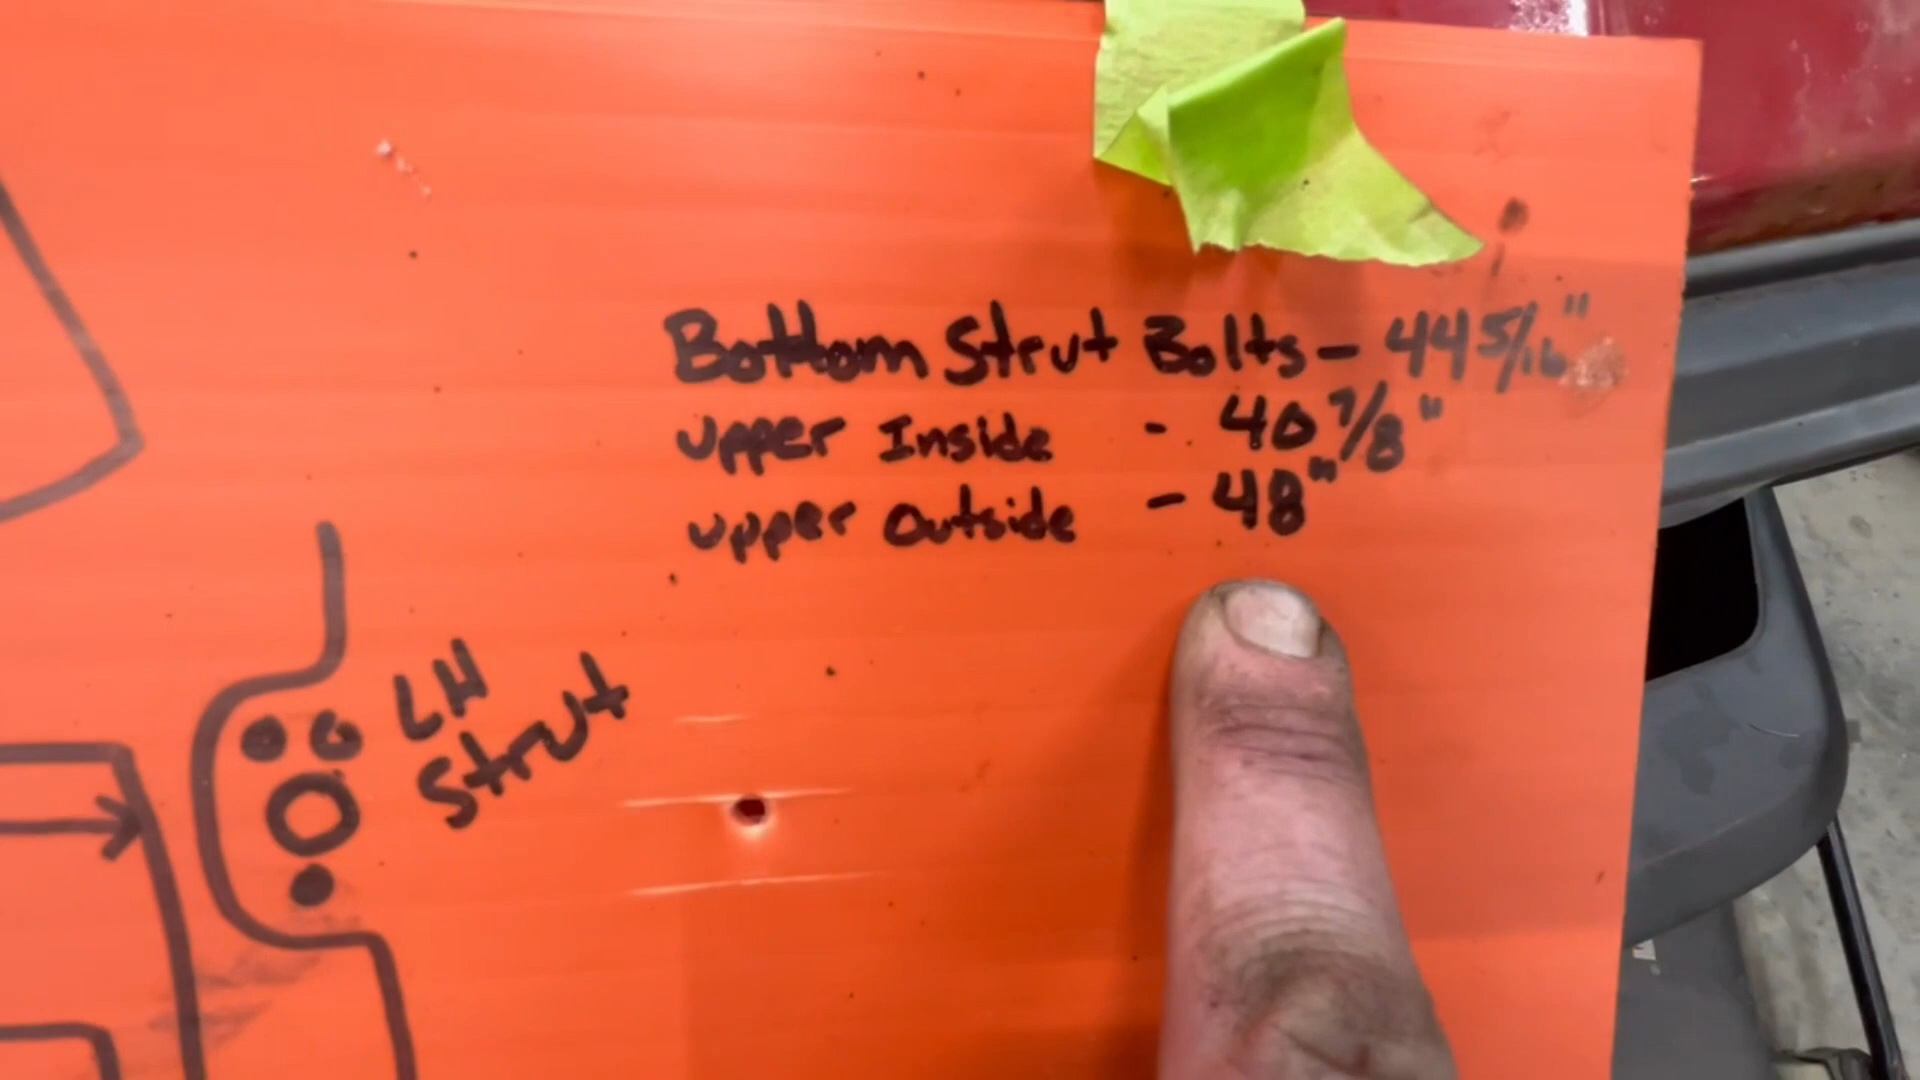 Bottom Strut Bolts - 44 5/16"
upper Inside - 40 7/8"
upper Outside - 48"
LH
Strut